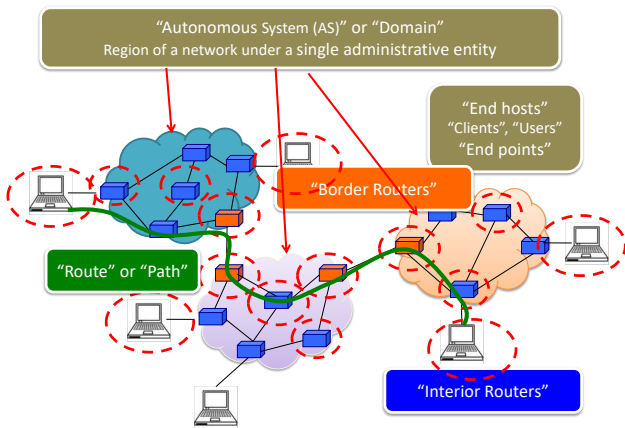 “Autonomous System (AS)” or “Domain”
Region of a network under a single administrative entity
“End hosts”
“Clients”, “Users”
“End points”
“Border Routers”
“Route” or “Path”
“Interior Routers”